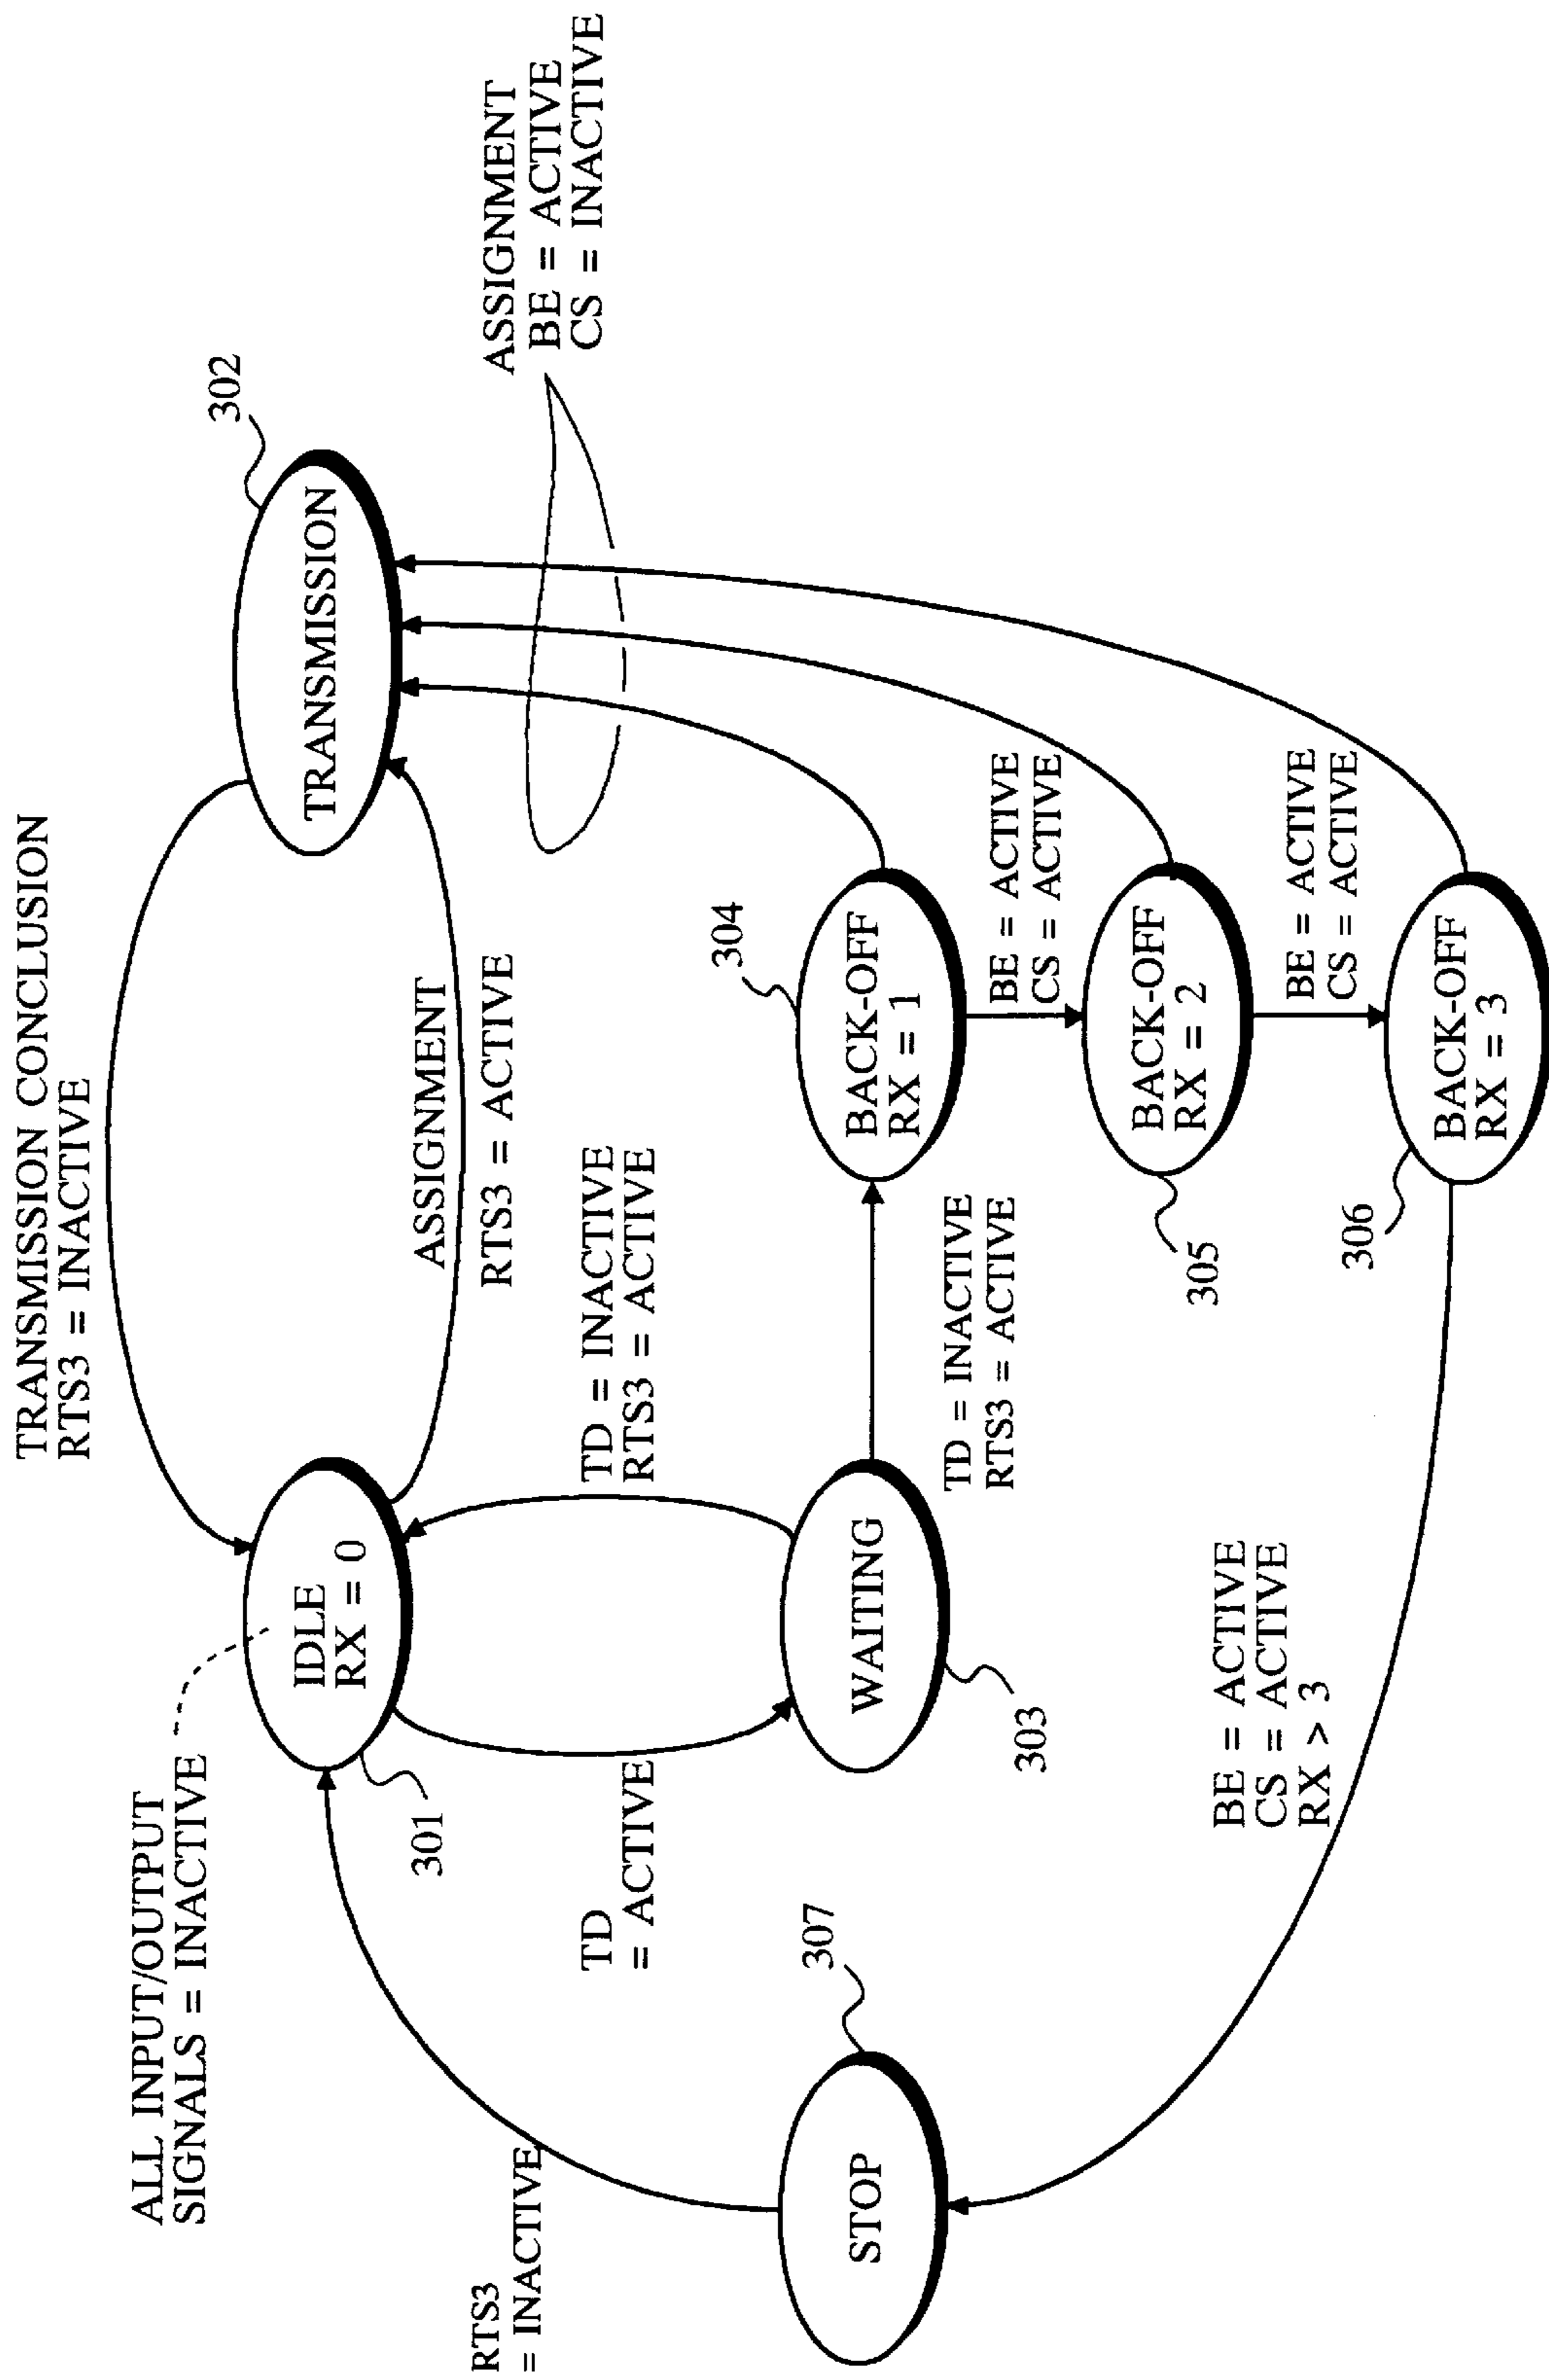 TRANSMISSION CONCLUSION
RTS3 = INACTIVE
ALL INPUT/OUTPUT
SIGNALS = INACTIVE
302
IDLE
RX = 0
TRANSMISSION
301
ASSIGNMENT
RTS3 = ACTIVE
ASSIGNMENT
BE = ACTIVE
CS = INACTIVE
RTS3
= INACTIVE
TD
= ACTIVE
TD = INACTIVE
RTS3 = ACTIVE
304
307
STOP
WAITING
BACK-OFF
RX = 1
303
TD = INACTIVE
RTS3 = ACTIVE
BE = ACTIVE
CS = ACTIVE
BACK-OFF
RX = 2
305
BE = ACTIVE
CS = ACTIVE
RX > 3
BE = ACTIVE
CS = ACTIVE
306
BACK-OFF
RX = 3